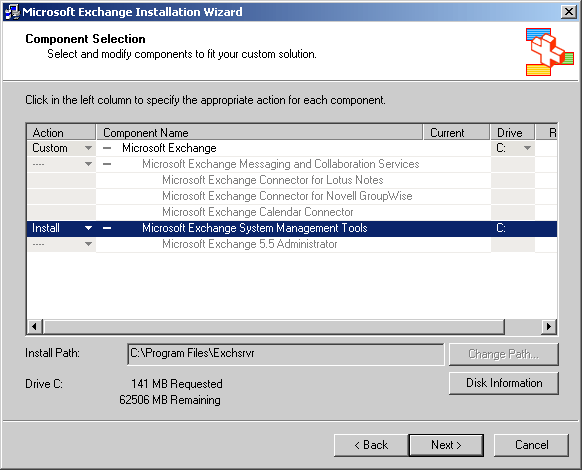 Microsoft Exchange Installation Wizard
Component Selection
Select and modify components to fit your custom solution.
Click in the left column to specify the appropriate action for each component.
Action Component Name Current Drive R
Custom Microsoft Exchange C:
---- Microsoft Exchange Messaging and Collaboration Services
Microsoft Exchange Connector for Lotus Notes
Microsoft Exchange Connector for Novell GroupWise
Microsoft Exchange Calendar Connector
Install Microsoft Exchange System Management Tools C:
---- Microsoft Exchange 5.5 Administrator
Install Path: C:\Program Files\Exchsrvr Change Path...
Drive C: 141 MB Requested Disk Information
62506 MB Remaining
< Back Next > Cancel